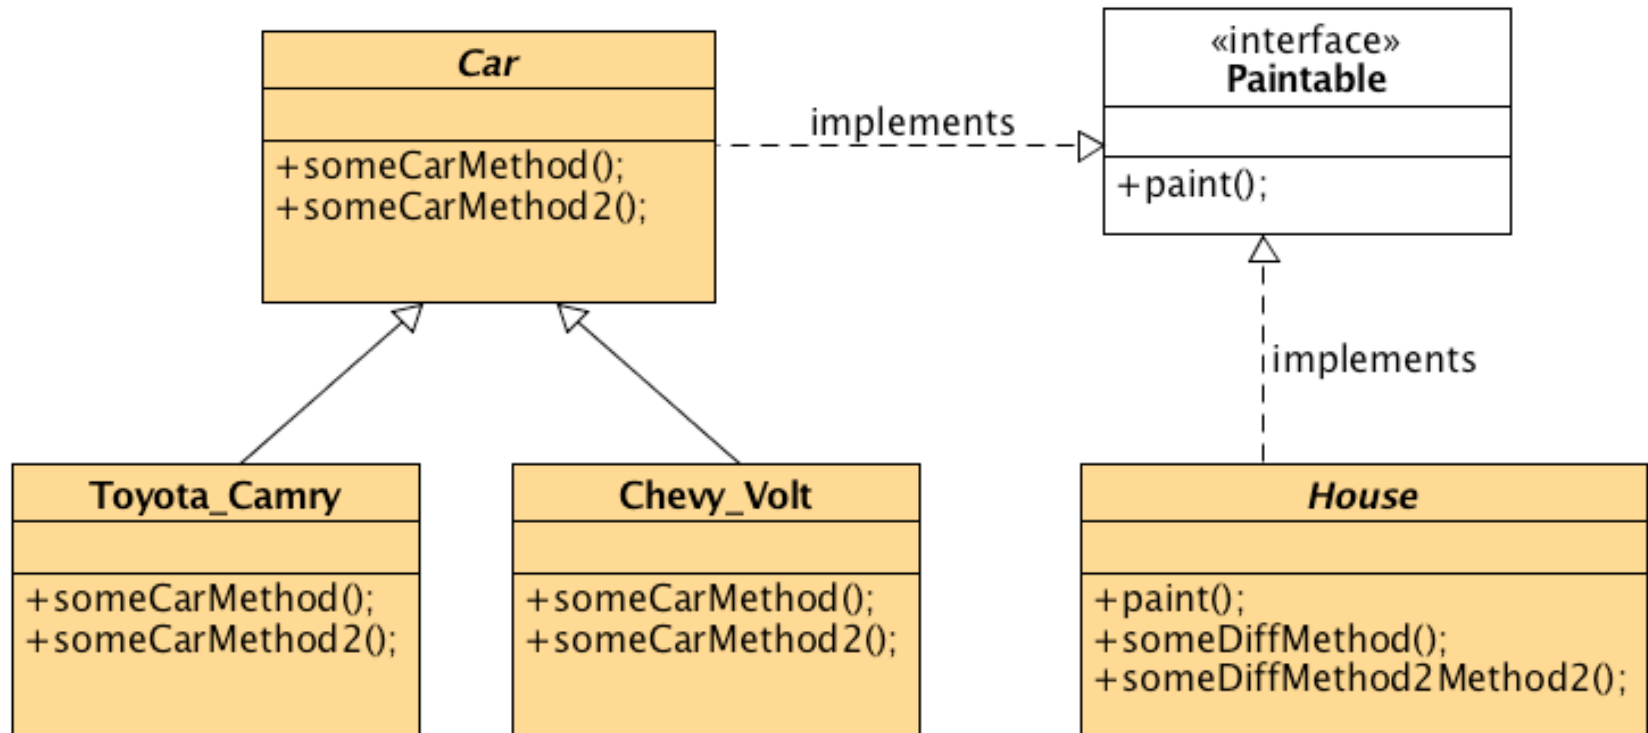 Car
+someCarMethod();
+someCarMethod2();
implements
«interface»
Paintable
+paint();
implements
Toyota_Camry
+someCarMethod();
+someCarMethod2();
Chevy_Volt
+someCarMethod();
+someCarMethod2();
House
+paint();
+someDiffMethod();
+someDiffMethod2Method2();